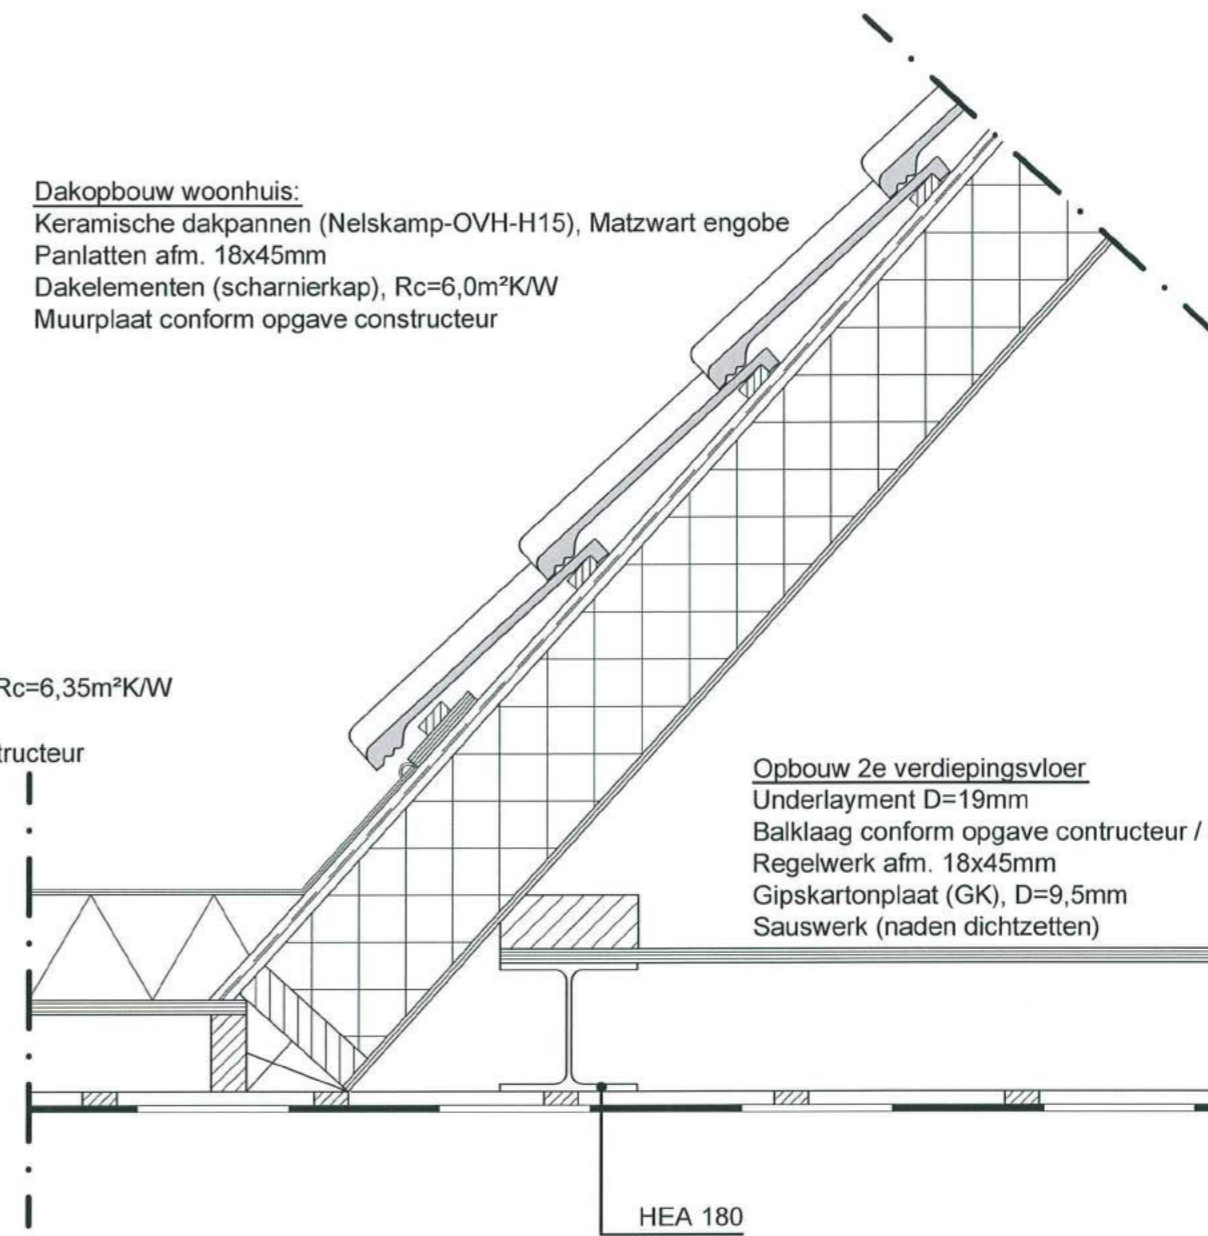 Dakopbouw woonhuis:
Keramische dakpannen (Nelskamp-OVH-H15), Matzwart engobe
Panlatten afm. 18x45mm
Dakelementen (scharnierkap), Rc=6,0m²K/W
Muurplaat conform opgave constructeur
Rc=6,35m²K/W
tructeur
Opbouw 2e verdiepingsvloer
Underlayment D=19mm
Balklaag conform opgave contructeur /
Regelwerk afm. 18x45mm
Gipskartonplaat (GK), D=9,5mm
Sauswerk (naden dichtzetten)
HEA 180